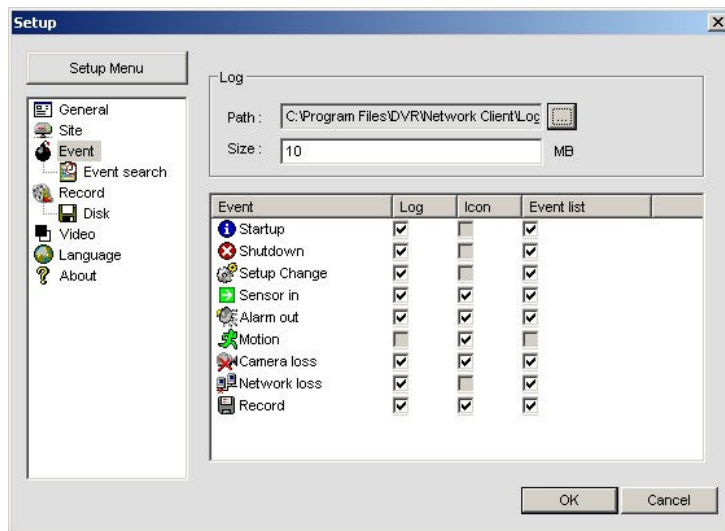 Setup
Setup Menu
General
Site
Event
Event search
Record
Disk
Video
Language
About
Log
Path : C:\Program Files\DVR\Network Client\Log ...
Size : 10 MB
Event Log Icon Event list
Startup
Shutdown
Setup Change
Sensor in
Alarm out
Motion
Camera loss
Network loss
Record
OK Cancel